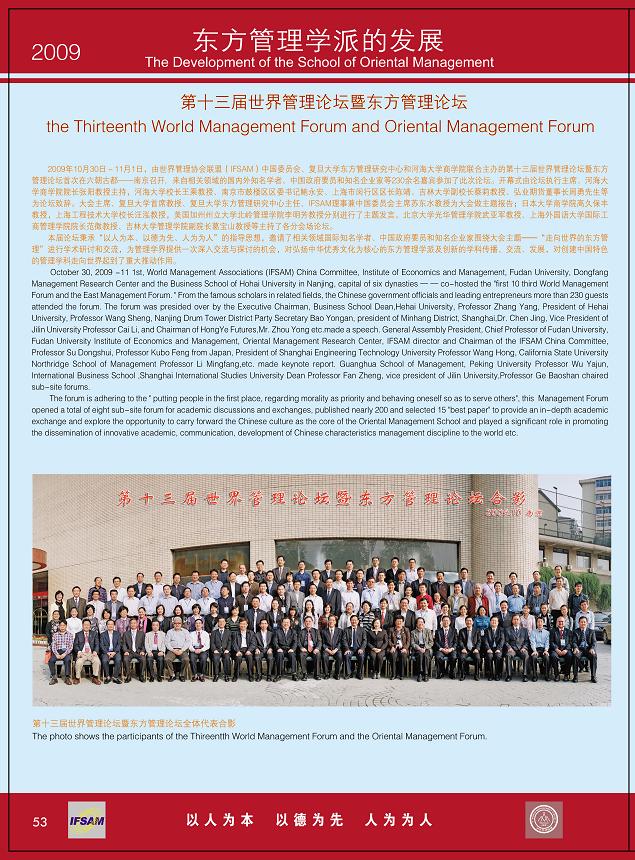 2009
东方管理学派的发展
The Development of the School of Oriental Management
第十三届世界管理论坛暨东方管理论坛
the Thirteenth World Management Forum and Oriental Management Forum
2009年10月30日－11月1日，由世界管理协会联盟（IFSAM）中国委员会、复旦大学东方管理研究中心和河海大学商学院联合主办的第十三届世界管理论坛暨东方
管理论坛首次在六朝古都——南京召开。来自相关领域的国内外知名学者、中国政府要员和知名企业家等230余名嘉宾参加了此次论坛。开幕式由论坛执行主席、河海大
学商学院院长张阳教授主持，河海大学校长王乘教授、南京市鼓楼区区委书记鲍永安、上海市闵行区区长陈靖、吉林大学副校长蔡莉教授、弘业期货董事长周勇先生等
为论坛致辞。大会主席、复旦大学首席教授、复旦大学东方管理研究中心主任、IFSAM理事兼中国委员会主席苏东水教授为大会做主题报告；日本大学商学院高久保丰
教授，上海工程技术大学校长汪泓教授，美国加州州立大学北岭管理学院李明芳教授分别进行了主题发言。北京大学光华管理学院武亚军教授、上海外国语大学国际工
商管理学院院长范徵教授、吉林大学管理学院副院长葛宝山教授等主持了各分会场论坛。
本届论坛秉承“以人为本、以德为先、人为为人”的指导思想，邀请了相关领域国际知名学者、中国政府要员和知名企业家围绕大会主题——“走向世界的东方管
理”进行学术研讨和交流，为管理学界提供一次深入交流与探讨的机会，对弘扬中华优秀文化为核心的东方管理学派及创新的学科传播、交流、发展，对创建中国特色
的管理学科走向世界起到了重大推动作用。
October 30, 2009 -11 1st, World Management Associations (IFSAM) China Committee, Institute of Economics and Management, Fudan University, Dongfang
Management Research Center and the Business School of Hohai University in Nanjing, capital of six dynasties — — co-hosted the "first 10 third World Management
Forum and the East Management Forum. " From the famous scholars in related fields, the Chinese government officials and leading entrepreneurs more than 230 guests
attended the forum. The forum was presided over by the Executive Chairman, Business School Dean,Hehai University, Professor Zhang Yang, President of Hehai
University, Professor Wang Sheng, Nanjing Drum Tower District Party Secretary Bao Yongan, president of Minhang District, Shanghai,Dr. Chen Jing, Vice President of
Jilin University Professor Cai Li, and Chairman of HongYe Futures,Mr. Zhou Yong etc.made a speech. General Assembly President, Chief Professor of Fudan University,
Fudan University Institute of Economics and Management, Oriental Management Research Center, IFSAM director and Chairman of the IFSAM China Committee,
Professor Su Dongshui, Professor Kubo Feng from Japan, President of Shanghai Engineering Technology University Professor Wang Hong, California State University
Northridge School of Management Professor Li Mingfang,etc. made keynote report. Guanghua School of Management, Peking University Professor Wu Yajun,
International Business School ,Shanghai International Studies University Dean Professor Fan Zheng, vice president of Jilin University,Professor Ge Baoshan chaired
sub-site forums.
The forum is adhering to the " putting people in the first place, regarding morality as priority and behaving oneself so as to serve others", this Management Forum
opened a total of eight sub-site forum for academic discussions and exchanges, published nearly 200 and selected 15 "best paper" to provide an in-depth academic
exchange and explore the opportunity to carry forward the Chinese culture as the core of the Oriental Management School and played a significant role in promoting
the dissemination of innovative academic, communication, development of Chinese characteristics management discipline to the world etc.
第十三届世界管理论坛暨东方管理论坛合影
第十三届世界管理论坛暨东方管理论坛全体代表合影
The photo shows the participants of the Thireenth World Management Forum and the Oriental Management Forum.
53
IFSAM
以人为本 以德为先 人为为人